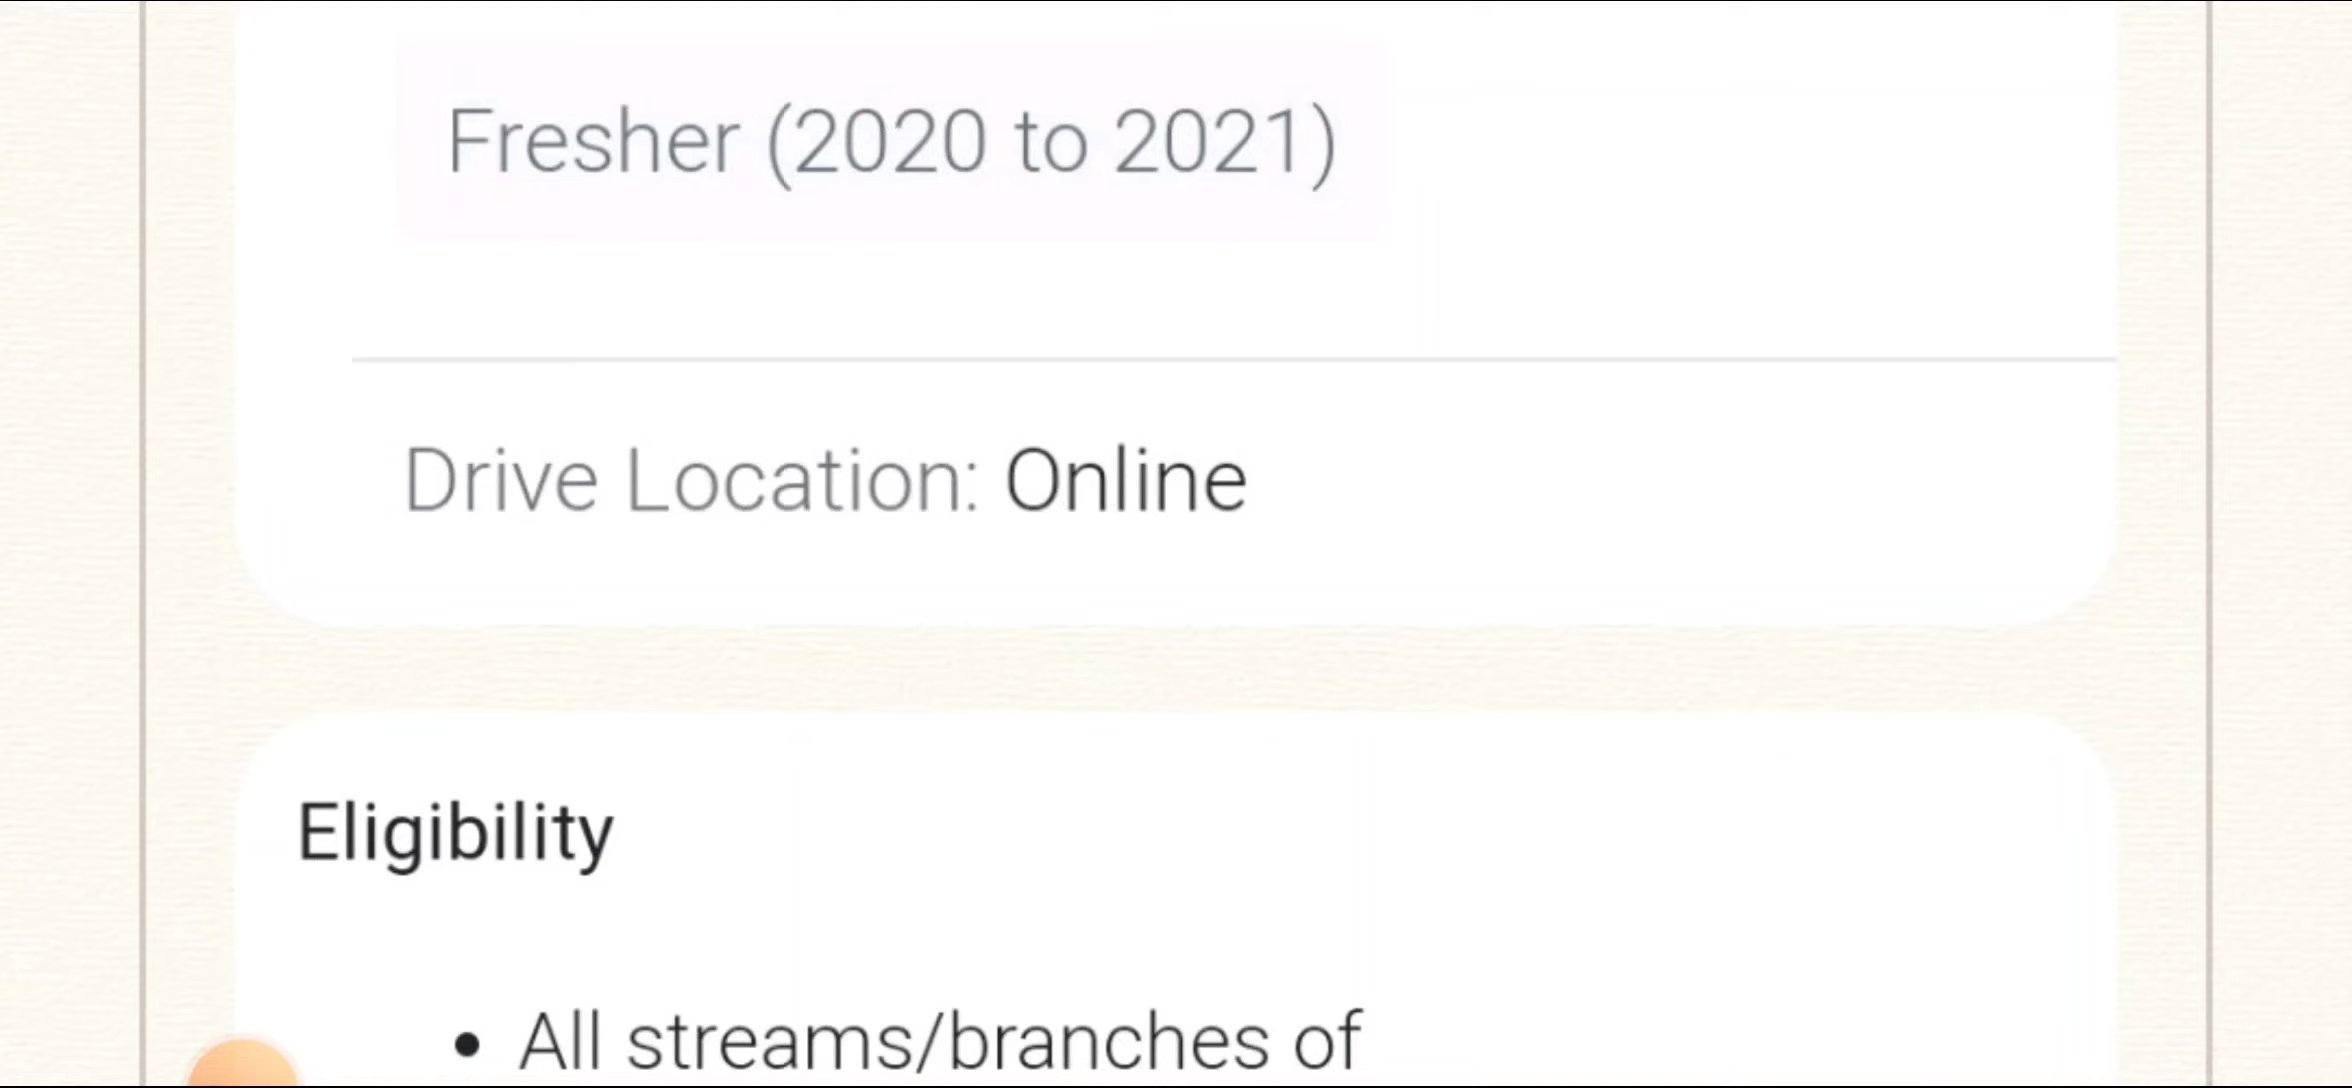 Fresher (2020 to 2021)
Drive Location: Online
Eligibility
• All streams/branches of